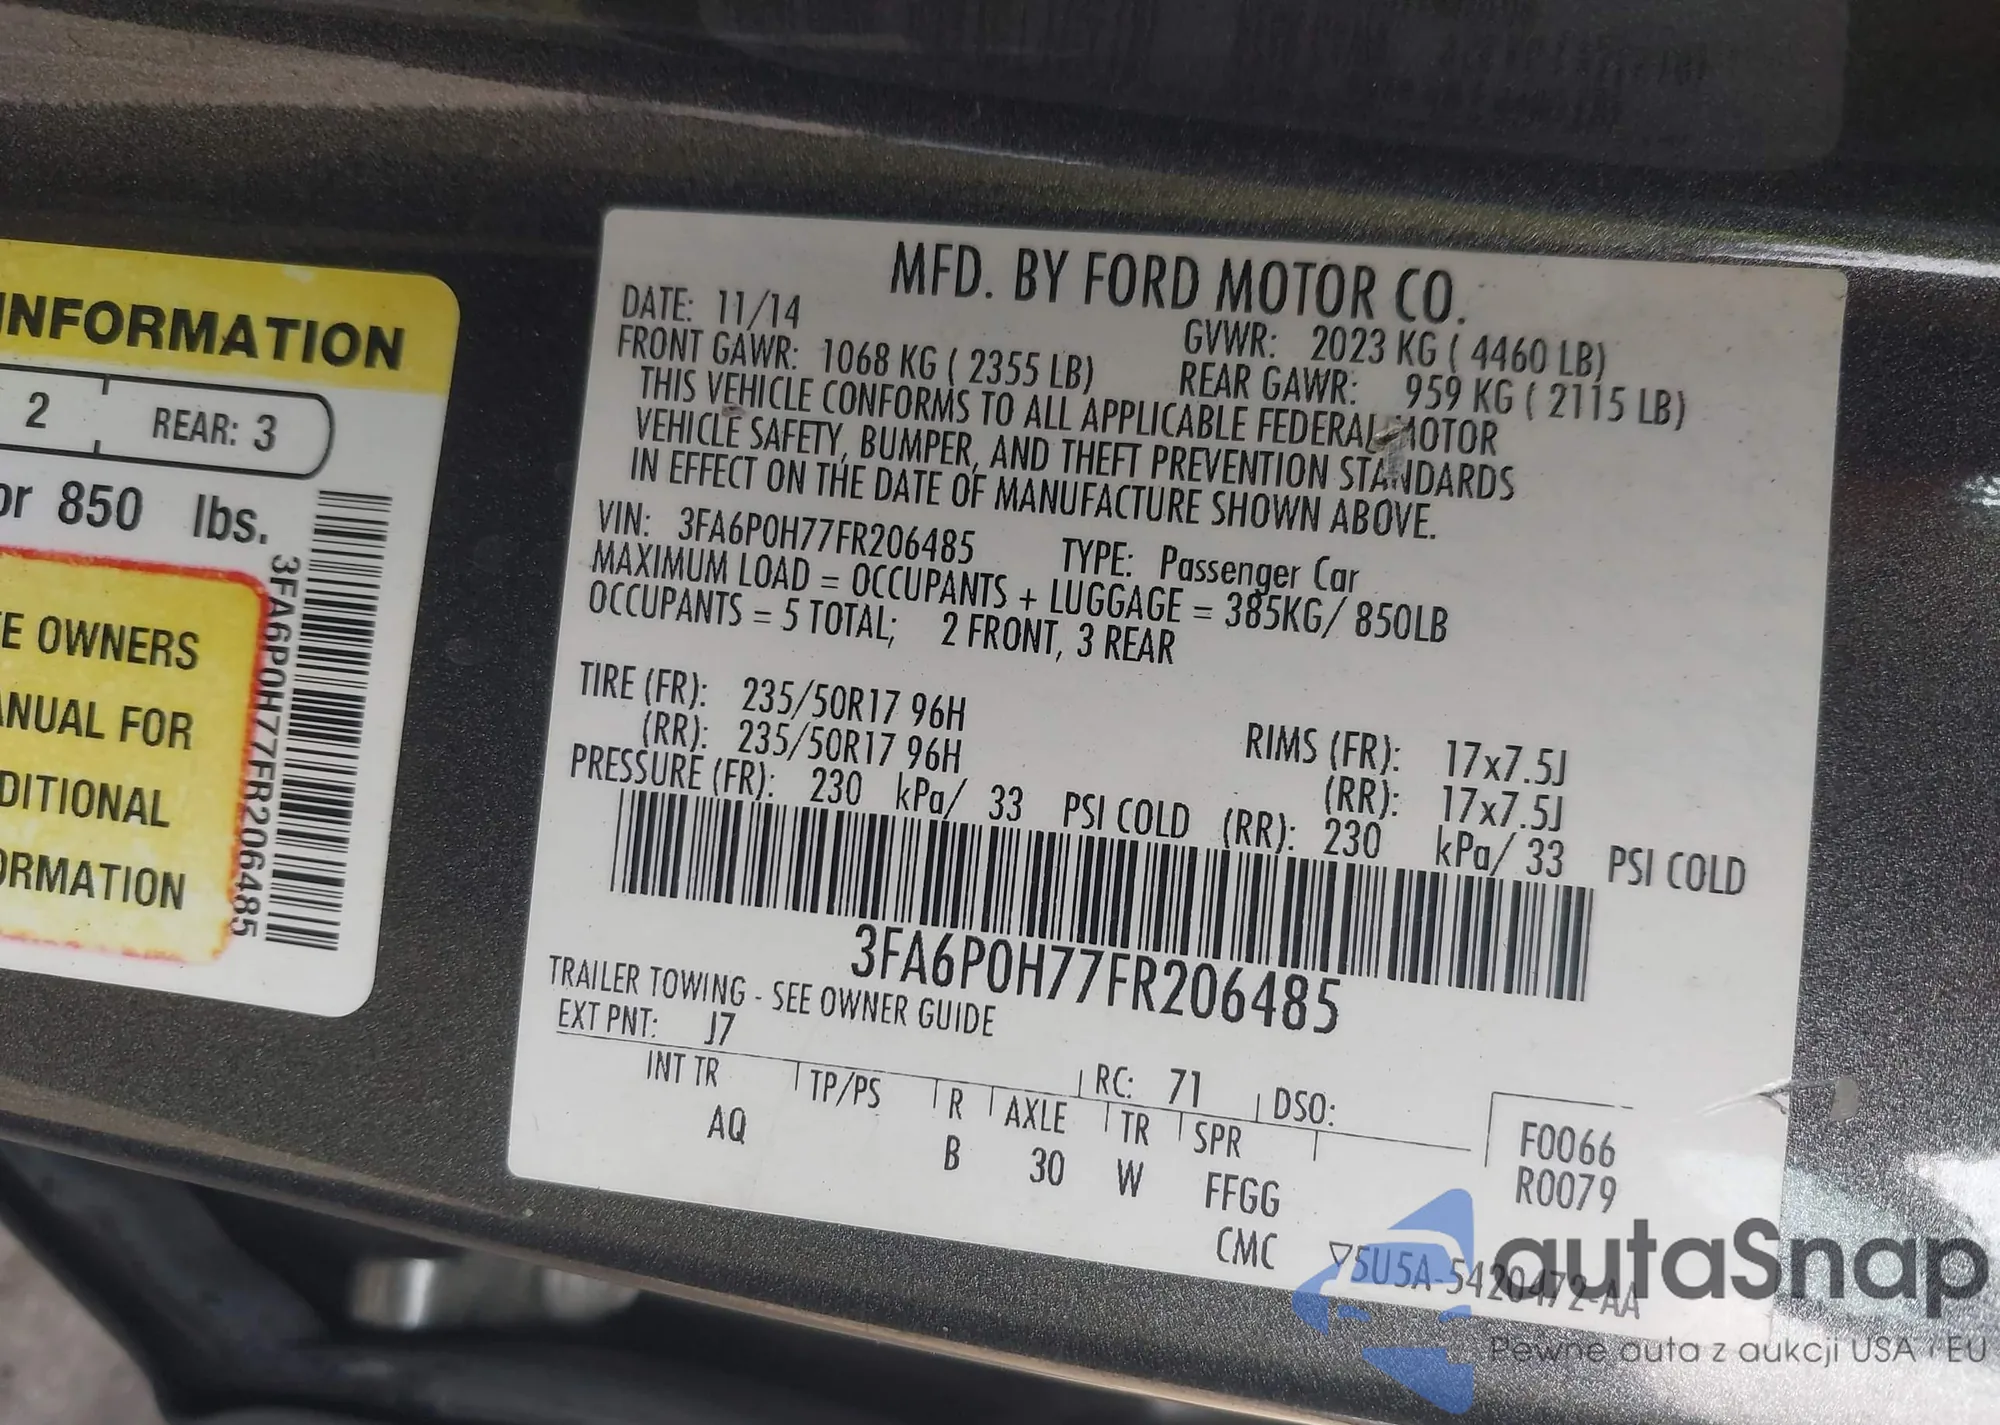 INFORMATION
2 REAR: 3
or 850 lbs.
E OWNERS
ANUAL FOR
DITIONAL
ORMATION
3FA6P0H77FR206485
MFD. BY FORD MOTOR CO.
DATE: 11/14 GVWR: 2023 KG ( 4460 LB)
FRONT GAWR: 1068 KG ( 2355 LB) REAR GAWR: 959 KG ( 2115 LB)
THIS VEHICLE CONFORMS TO ALL APPLICABLE FEDERAL MOTOR
VEHICLE SAFETY, BUMPER, AND THEFT PREVENTION STANDARDS
IN EFFECT ON THE DATE OF MANUFACTURE SHOWN ABOVE.
VIN: 3FA6P0H77FR206485 TYPE: Passenger Car
MAXIMUM LOAD = OCCUPANTS + LUGGAGE = 385KG/ 850LB
OCCUPANTS = 5 TOTAL; 2 FRONT, 3 REAR
TIRE (FR): 235/50R17 96H RIMS (FR): 17x7.5J
(RR): 235/50R17 96H (RR): 17x7.5J
PRESSURE (FR): 230 kPa/ 33 PSI COLD (RR): 230 kPa/ 33 PSI COLD
3FA6P0H77FR206485
TRAILER TOWING - SEE OWNER GUIDE
EXT PNT: J7 RC: 71 DSO:
INT TR TP/PS R AXLE TR SPR F0066
AQ B 30 W FFGG R0079
CMC ▽5U5A-5420472-AA
autaSnap
Pewne auta z aukcji USA i EU